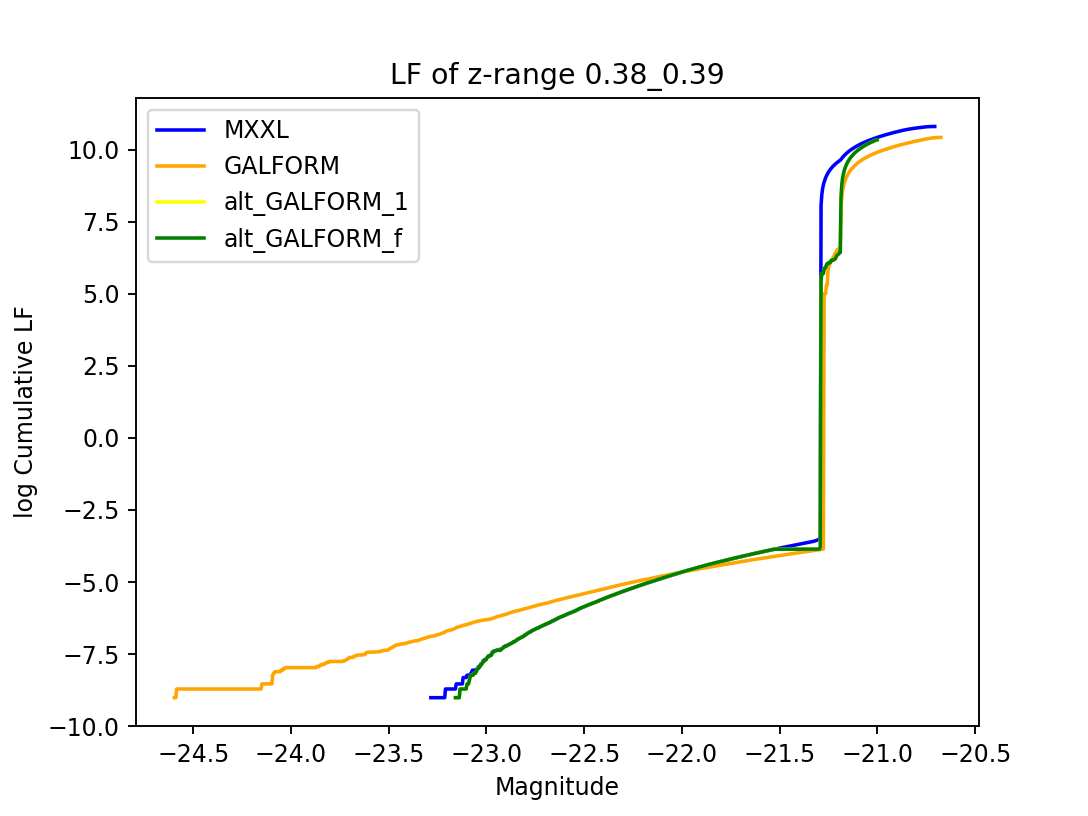 LF of z-range 0.38_0.39
MXXL
GALFORM
alt_GALFORM_1
alt_GALFORM_f
10.0
7.5
5.0
2.5
0.0
−2.5
−5.0
−7.5
−10.0
log Cumulative LF
−24.5 −24.0 −23.5 −23.0 −22.5 −22.0 −21.5 −21.0 −20.5
Magnitude